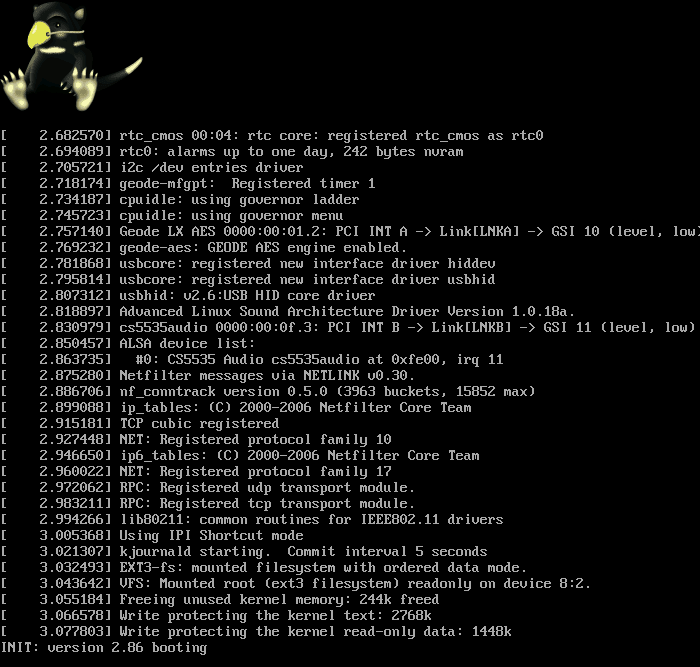 [    2.682570] rtc_cmos 00:04: rtc core: registered rtc_cmos as rtc0
[    2.694089] rtc0: alarms up to one day, 242 bytes nvram
[    2.705721] i2c /dev entries driver
[    2.718174] geode-mfgpt:  Registered timer 1
[    2.734187] cpuidle: using governor ladder
[    2.745723] cpuidle: using governor menu
[    2.757140] Geode LX AES 0000:00:01.2: PCI INT A -> Link[LNKA] -> GSI 10 (level, low)
[    2.769232] geode-aes: GEODE AES engine enabled.
[    2.781868] usbcore: registered new interface driver hiddev
[    2.795814] usbcore: registered new interface driver usbhid
[    2.807312] usbhid: v2.6:USB HID core driver
[    2.818897] Advanced Linux Sound Architecture Driver Version 1.0.18a.
[    2.830979] cs5535audio 0000:00:0f.3: PCI INT B -> Link[LNKB] -> GSI 11 (level, low)
[    2.850457] ALSA device list:
[    2.863735]   #0: CS5535 Audio cs5535audio at 0xfe00, irq 11
[    2.875280] Netfilter messages via NETLINK v0.30.
[    2.886706] nf_conntrack version 0.5.0 (3963 buckets, 15852 max)
[    2.899088] ip_tables: (C) 2000-2006 Netfilter Core Team
[    2.915181] TCP cubic registered
[    2.927448] NET: Registered protocol family 10
[    2.946650] ip6_tables: (C) 2000-2006 Netfilter Core Team
[    2.960022] NET: Registered protocol family 17
[    2.972062] RPC: Registered udp transport module.
[    2.983211] RPC: Registered tcp transport module.
[    2.994266] lib80211: common routines for IEEE802.11 drivers
[    3.005368] Using IPI Shortcut mode
[    3.021307] kjournald starting.  Commit interval 5 seconds
[    3.032493] EXT3-fs: mounted filesystem with ordered data mode.
[    3.043642] VFS: Mounted root (ext3 filesystem) readonly on device 8:2.
[    3.055184] Freeing unused kernel memory: 244k freed
[    3.066578] Write protecting the kernel text: 2768k
[    3.077803] Write protecting the kernel read-only data: 1448k
INIT: version 2.86 booting